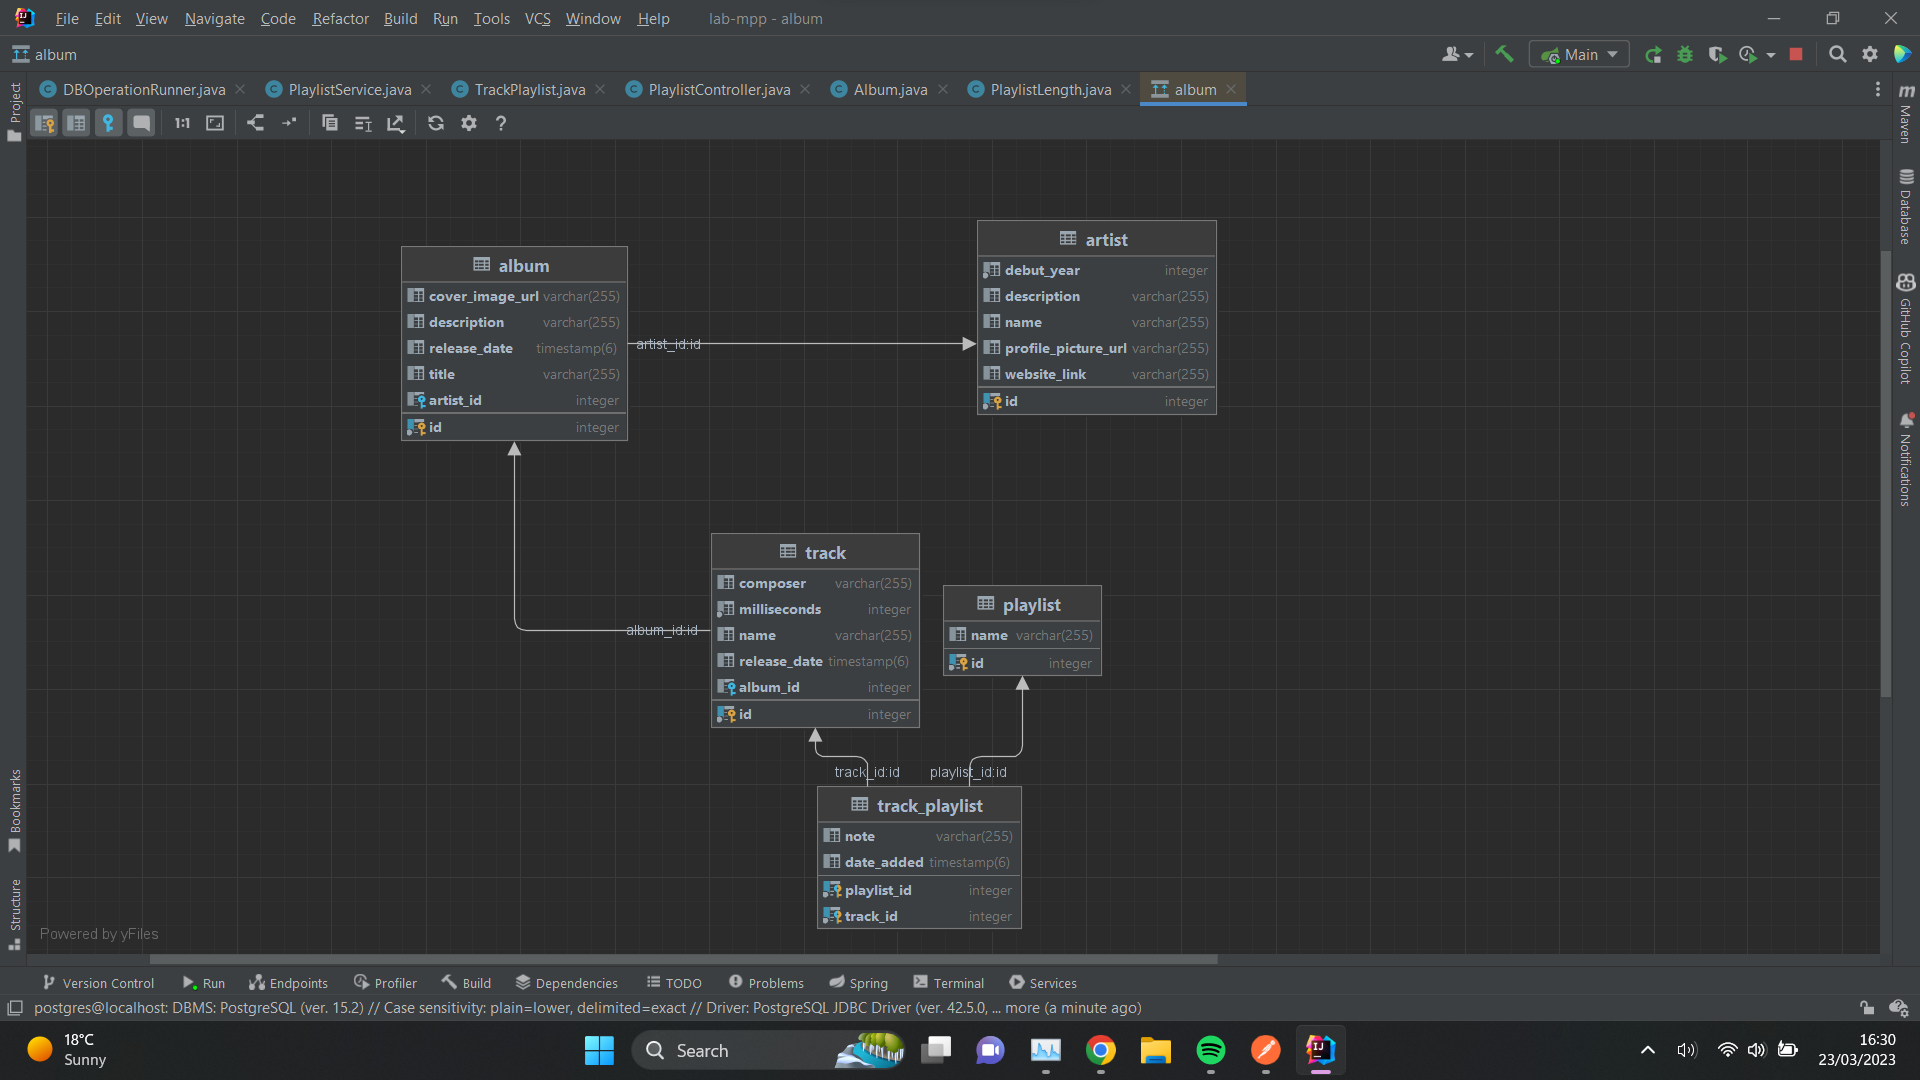 File Edit View Navigate Code Refactor Build Run Tools VCS Window Help lab-mpp - album
album
Main
DBOperationRunner.java PlaylistService.java TrackPlaylist.java PlaylistController.java Album.java PlaylistLength.java album
1:1 ?
Project
Bookmarks
Structure
Maven
Database
GitHub Copilot
Notifications
album
cover_image_url varchar(255)
description varchar(255)
release_date timestamp(6)
title varchar(255)
artist_id integer
id integer
artist_id:id
artist
debut_year integer
description varchar(255)
name varchar(255)
profile_picture_url varchar(255)
website_link varchar(255)
id integer
album_id:id
track
composer varchar(255)
milliseconds integer
name varchar(255)
release_date timestamp(6)
album_id integer
id integer
playlist
name varchar(255)
id integer
track_id:id playlist_id:id
track_playlist
note varchar(255)
date_added timestamp(6)
playlist_id integer
track_id integer
Powered by yFiles
Version Control Run Endpoints Profiler Build Dependencies TODO Problems Spring Terminal Services
postgres@localhost: DBMS: PostgreSQL (ver. 15.2) // Case sensitivity: plain=lower, delimited=exact // Driver: PostgreSQL JDBC Driver (ver. 42.5.0, ... more (a minute ago)
18°C
Sunny
Search
16:30
23/03/2023